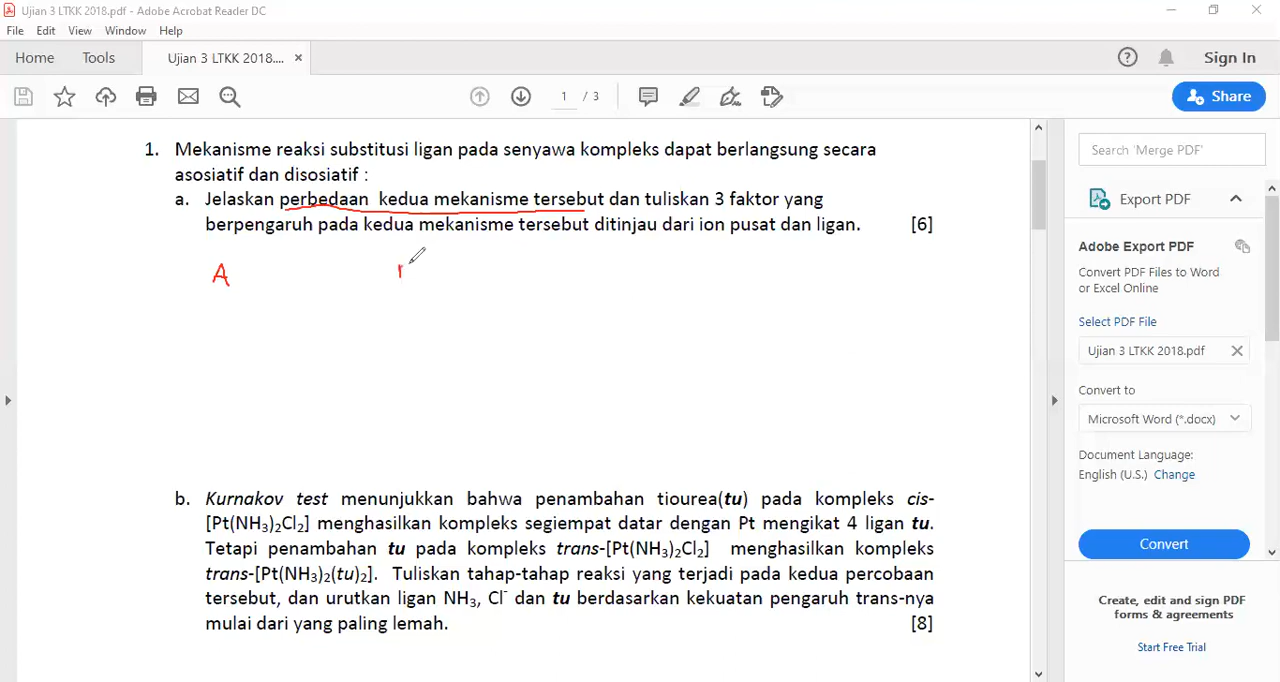 Ujian 3 LTKK 2018.pdf - Adobe Acrobat Reader DC
File Edit View Window Help
Home Tools Ujian 3 LTKK 2018.... × Sign In
1 / 3 Share
1. Mekanisme reaksi substitusi ligan pada senyawa kompleks dapat berlangsung secara
asosiatif dan disosiatif :
a. Jelaskan perbedaan kedua mekanisme tersebut dan tuliskan 3 faktor yang
berpengaruh pada kedua mekanisme tersebut ditinjau dari ion pusat dan ligan. [6]
A
b. Kurnakov test menunjukkan bahwa penambahan tiourea(tu) pada kompleks cis-
[Pt(NH₃)₂Cl₂] menghasilkan kompleks segiempat datar dengan Pt mengikat 4 ligan tu.
Tetapi penambahan tu pada kompleks trans-[Pt(NH₃)₂Cl₂] menghasilkan kompleks
trans-[Pt(NH₃)₂(tu)₂]. Tuliskan tahap-tahap reaksi yang terjadi pada kedua percobaan
tersebut, dan urutkan ligan NH₃, Cl⁻ dan tu berdasarkan kekuatan pengaruh trans-nya
mulai dari yang paling lemah. [8]
Search 'Merge PDF'
Export PDF
Adobe Export PDF
Convert PDF Files to Word
or Excel Online
Select PDF File
Ujian 3 LTKK 2018.pdf
Convert to
Microsoft Word (*.docx)
Document Language:
English (U.S.) Change
Convert
Create, edit and sign PDF
forms & agreements
Start Free Trial